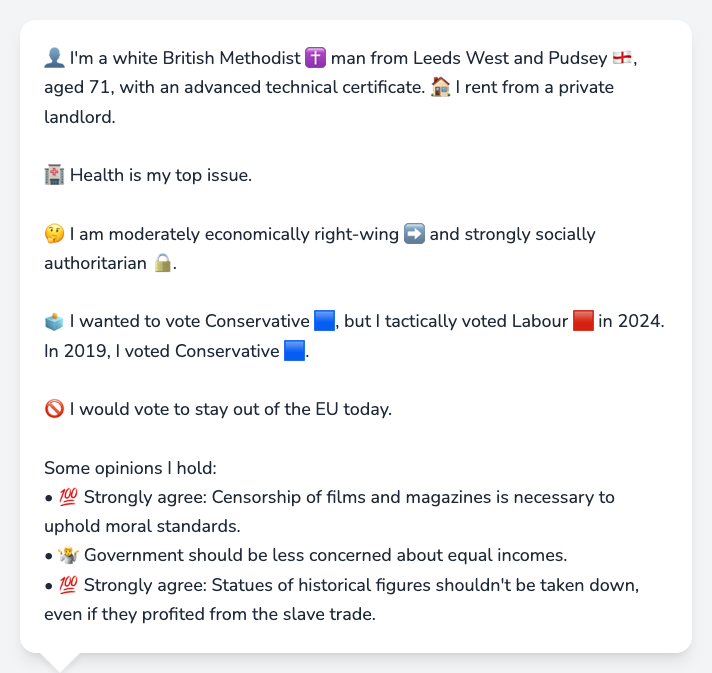 👤 I'm a white British Methodist ✝️ man from Leeds West and Pudsey 🏴󠁧󠁢󠁥󠁮󠁧󠁿,
aged 71, with an advanced technical certificate. 🏠 I rent from a private
landlord.
🏥 Health is my top issue.
🤔 I am moderately economically right-wing ➡️ and strongly socially
authoritarian 🔒.
🗳️ I wanted to vote Conservative 🟦, but I tactically voted Labour 🟥 in 2024.
In 2019, I voted Conservative 🟦.
🚫 I would vote to stay out of the EU today.
Some opinions I hold:
• 💯 Strongly agree: Censorship of films and magazines is necessary to
uphold moral standards.
• 🤷 Government should be less concerned about equal incomes.
• 💯 Strongly agree: Statues of historical figures shouldn't be taken down,
even if they profited from the slave trade.